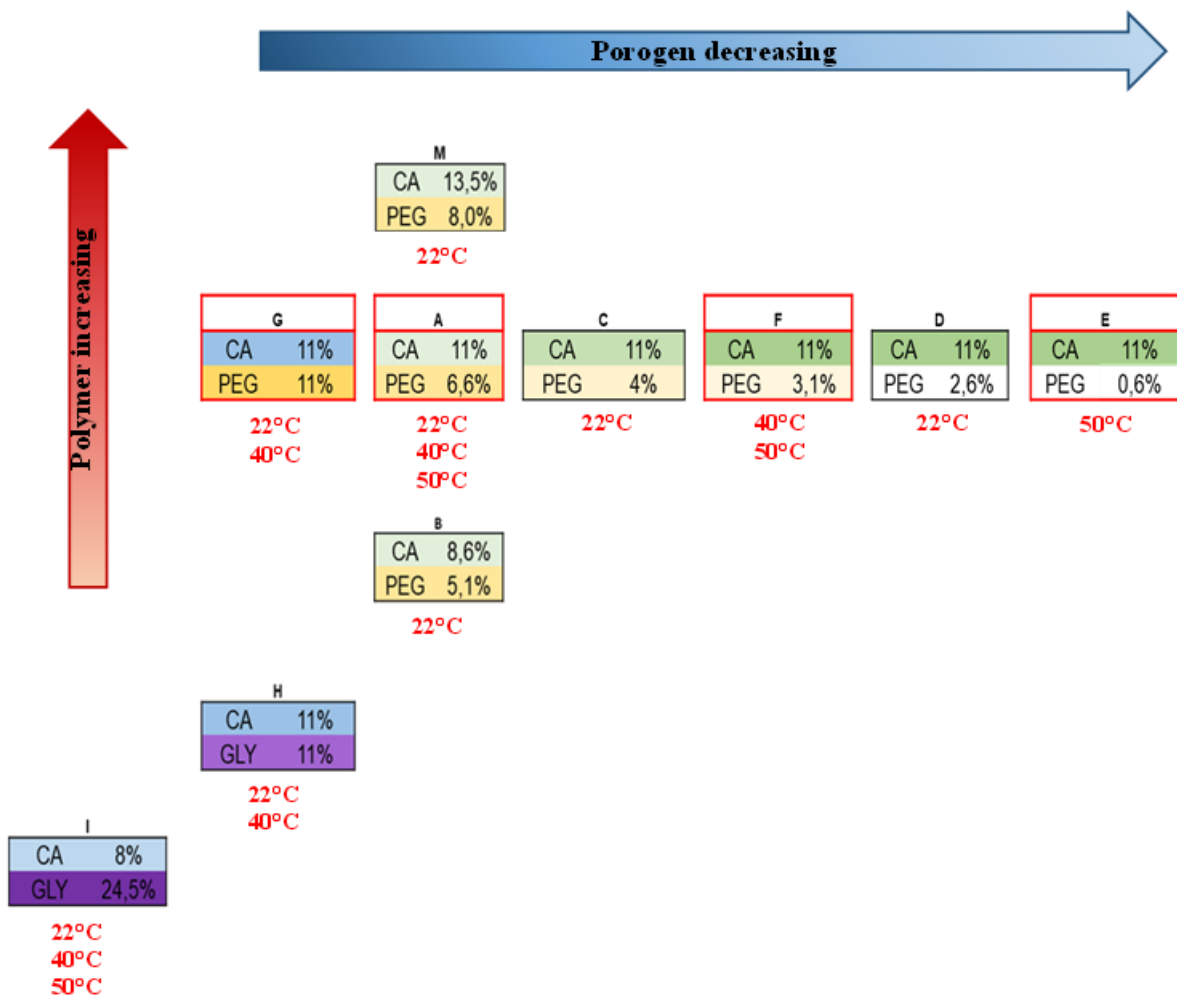 Porogen decreasing
Polymer increasing
M
CA 13,5%
PEG 8,0%
22°C
G
CA 11%
PEG 11%
22°C
40°C
A
CA 11%
PEG 6,6%
22°C
40°C
50°C
C
CA 11%
PEG 4%
22°C
F
CA 11%
PEG 3,1%
40°C
50°C
D
CA 11%
PEG 2,6%
22°C
E
CA 11%
PEG 0,6%
50°C
B
CA 8,6%
PEG 5,1%
22°C
H
CA 11%
GLY 11%
22°C
40°C
I
CA 8%
GLY 24,5%
22°C
40°C
50°C